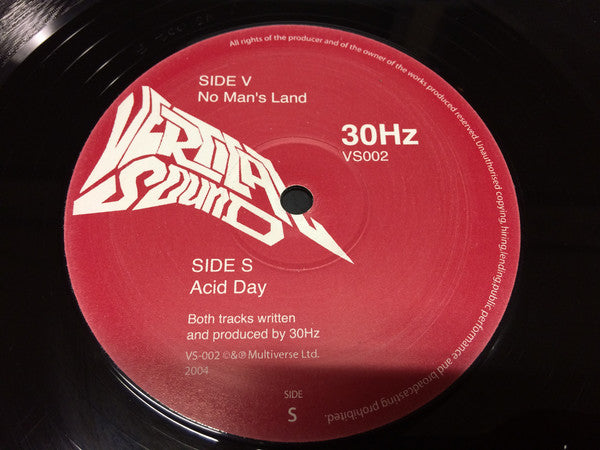 SIDE V
No Man's Land
30Hz
VS002
VERTICAL
SOUND
SIDE S
Acid Day
Both tracks written
and produced by 30Hz
VS-002 ©&℗ Multiverse Ltd.
2004
SIDE
S
All rights of the producer and of the owner of the works produced reserved. Unauthorised copying, hiring, lending, public performance and broadcasting prohibited.